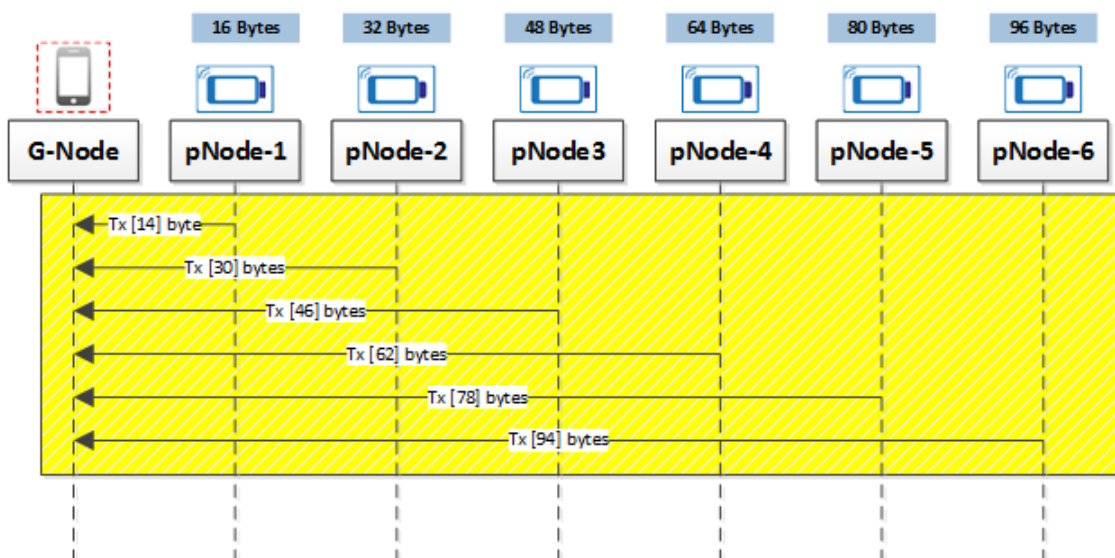 16 Bytes
32 Bytes
48 Bytes
64 Bytes
80 Bytes
96 Bytes
G-Node
pNode-1
pNode-2
pNode3
pNode-4
pNode-5
pNode-6
Tx [14] byte
Tx [30] bytes
Tx [46] bytes
Tx [62] bytes
Tx [78] bytes
Tx [94] bytes